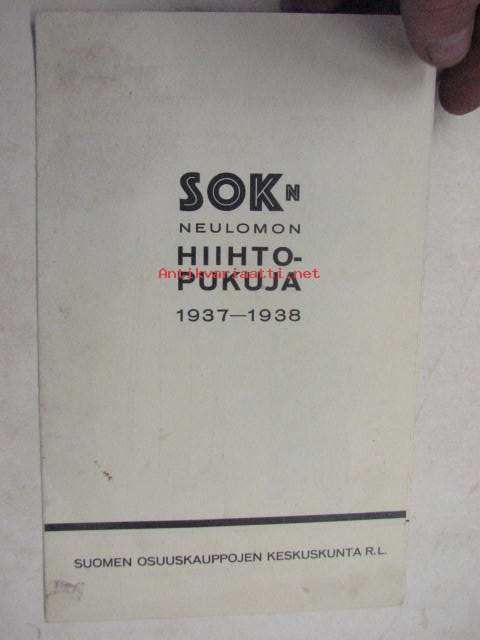 SOKN
NEULOMON
HIIHTO-
Antikvariaatti.net
PUKUJA
1937—1938
SUOMEN OSUUSKAUPPOJEN KESKUSKUNTA R.L.